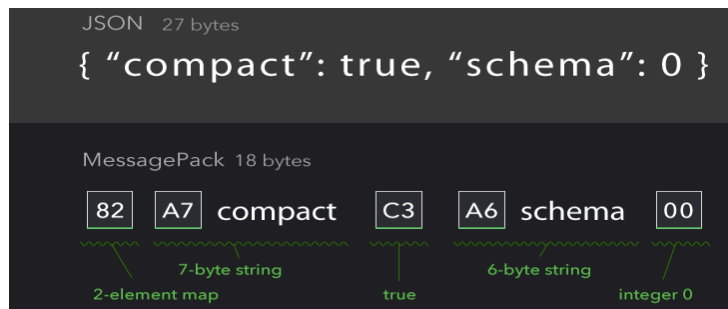 JSON 27 bytes
{ “compact”: true, “schema”: 0 }
MessagePack 18 bytes
82 A7 compact C3 A6 schema 00
7-byte string 6-byte string
2-element map true integer 0